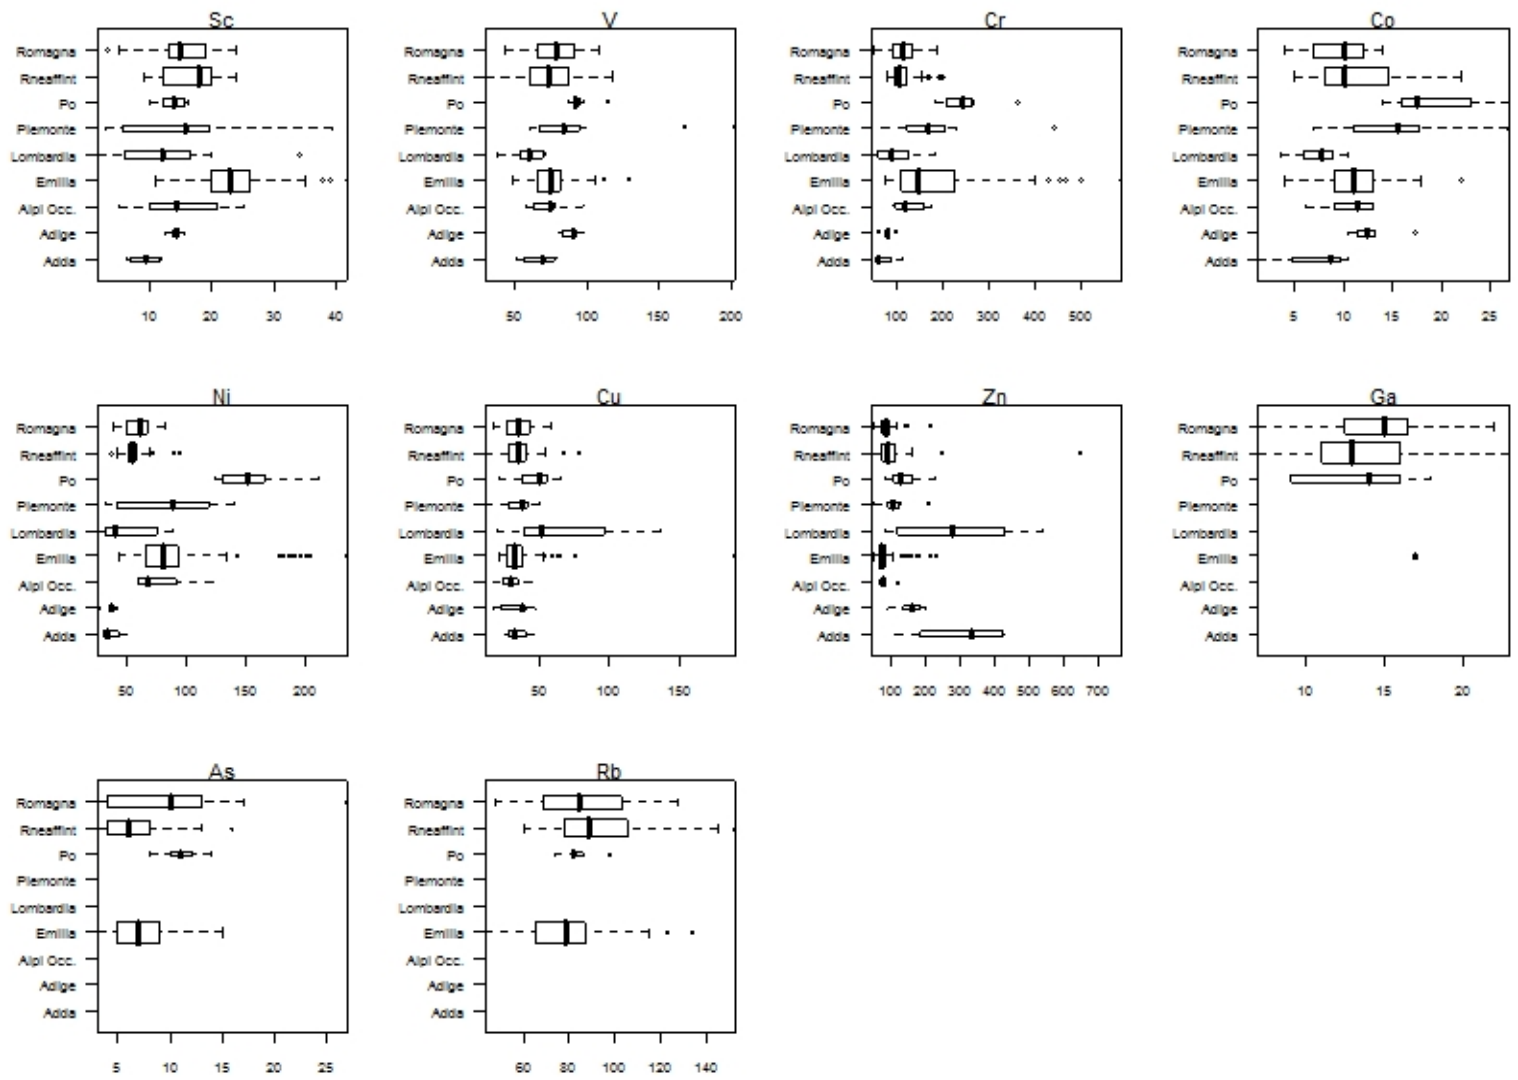 Sc V Cr Co
Romagna Romagna Romagna Romagna
Rneaffint Rneaffint Rneaffint Rneaffint
Po Po Po Po
Piemonte Piemonte Piemonte Piemonte
Lombardia Lombardia Lombardia Lombardia
Emilia Emilia Emilia Emilia
Alpi Occ. Alpi Occ. Alpi Occ. Alpi Occ.
Adige Adige Adige Adige
Adda Adda Adda Adda
10 20 30 40 50 100 150 200 100 200 300 400 500 5 10 15 20 25
Ni Cu Zn Ga
Romagna Romagna Romagna Romagna
Rneaffint Rneaffint Rneaffint Rneaffint
Po Po Po Po
Piemonte Piemonte Piemonte Piemonte
Lombardia Lombardia Lombardia Lombardia
Emilia Emilia Emilia Emilia
Alpi Occ. Alpi Occ. Alpi Occ. Alpi Occ.
Adige Adige Adige Adige
Adda Adda Adda Adda
50 100 150 200 50 100 150 100 200 300 400 500 600 700 10 15 20
As Rb
Romagna Romagna
Rneaffint Rneaffint
Po Po
Piemonte Piemonte
Lombardia Lombardia
Emilia Emilia
Alpi Occ. Alpi Occ.
Adige Adige
Adda Adda
5 10 15 20 25 60 80 100 120 140